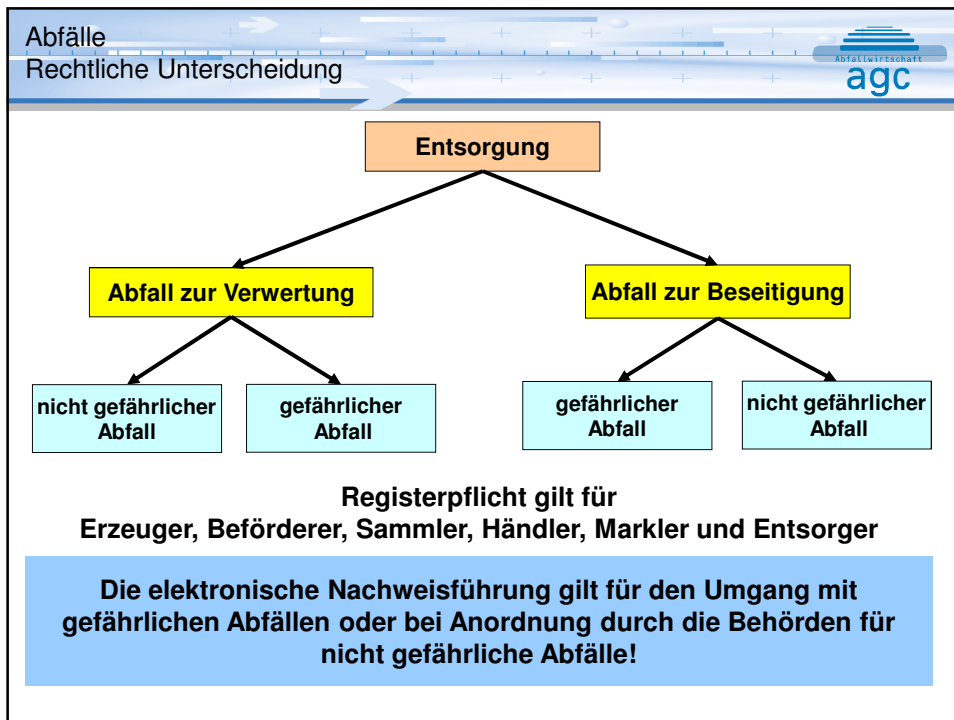 Abfälle
Rechtliche Unterscheidung
Abfallwirtschaft
agc
Entsorgung
Abfall zur Verwertung
Abfall zur Beseitigung
nicht gefährlicher
Abfall
gefährlicher
Abfall
gefährlicher
Abfall
nicht gefährlicher
Abfall
Registerpflicht gilt für
Erzeuger, Beförderer, Sammler, Händler, Markler und Entsorger
Die elektronische Nachweisführung gilt für den Umgang mit
gefährlichen Abfällen oder bei Anordnung durch die Behörden für
nicht gefährliche Abfälle!